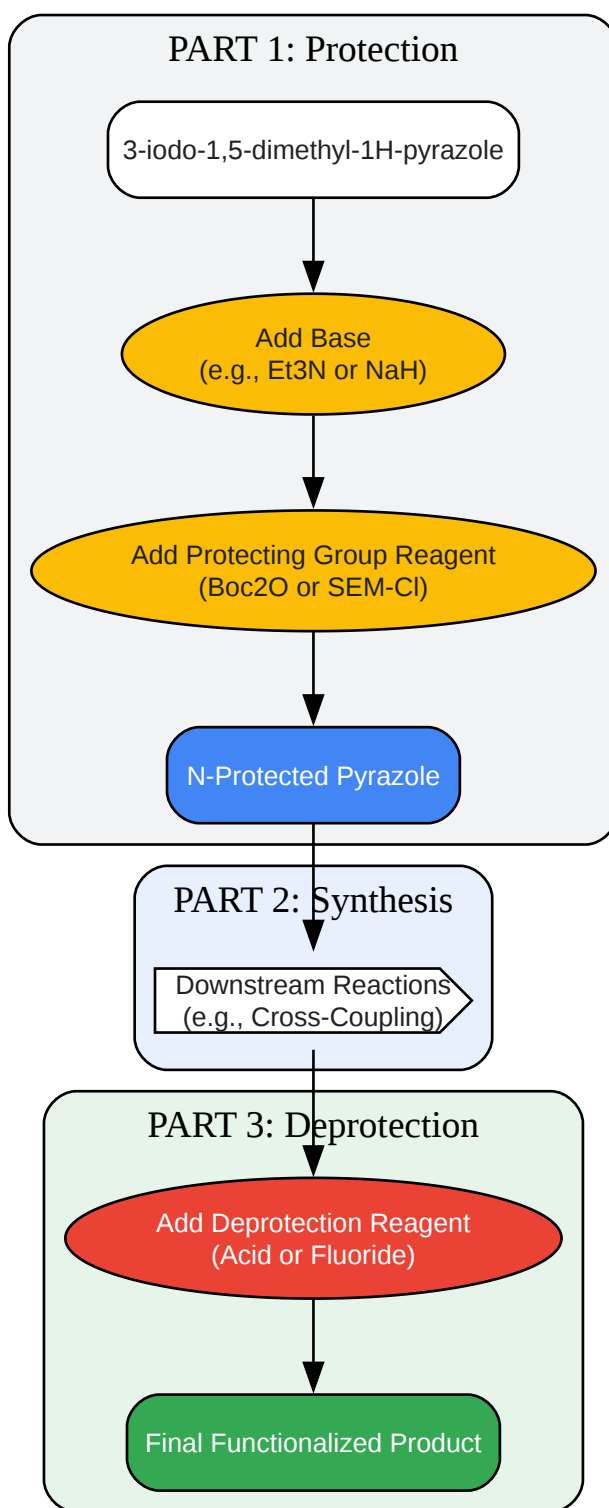 PART 1: Protection
3-iodo-1,5-dimethyl-1H-pyrazole
Add Base
(e.g., Et3N or NaH)
Add Protecting Group Reagent
(Boc2O or SEM-Cl)
N-Protected Pyrazole
PART 2: Synthesis
Downstream Reactions
(e.g., Cross-Coupling)
PART 3: Deprotection
Add Deprotection Reagent
(Acid or Fluoride)
Final Functionalized Product